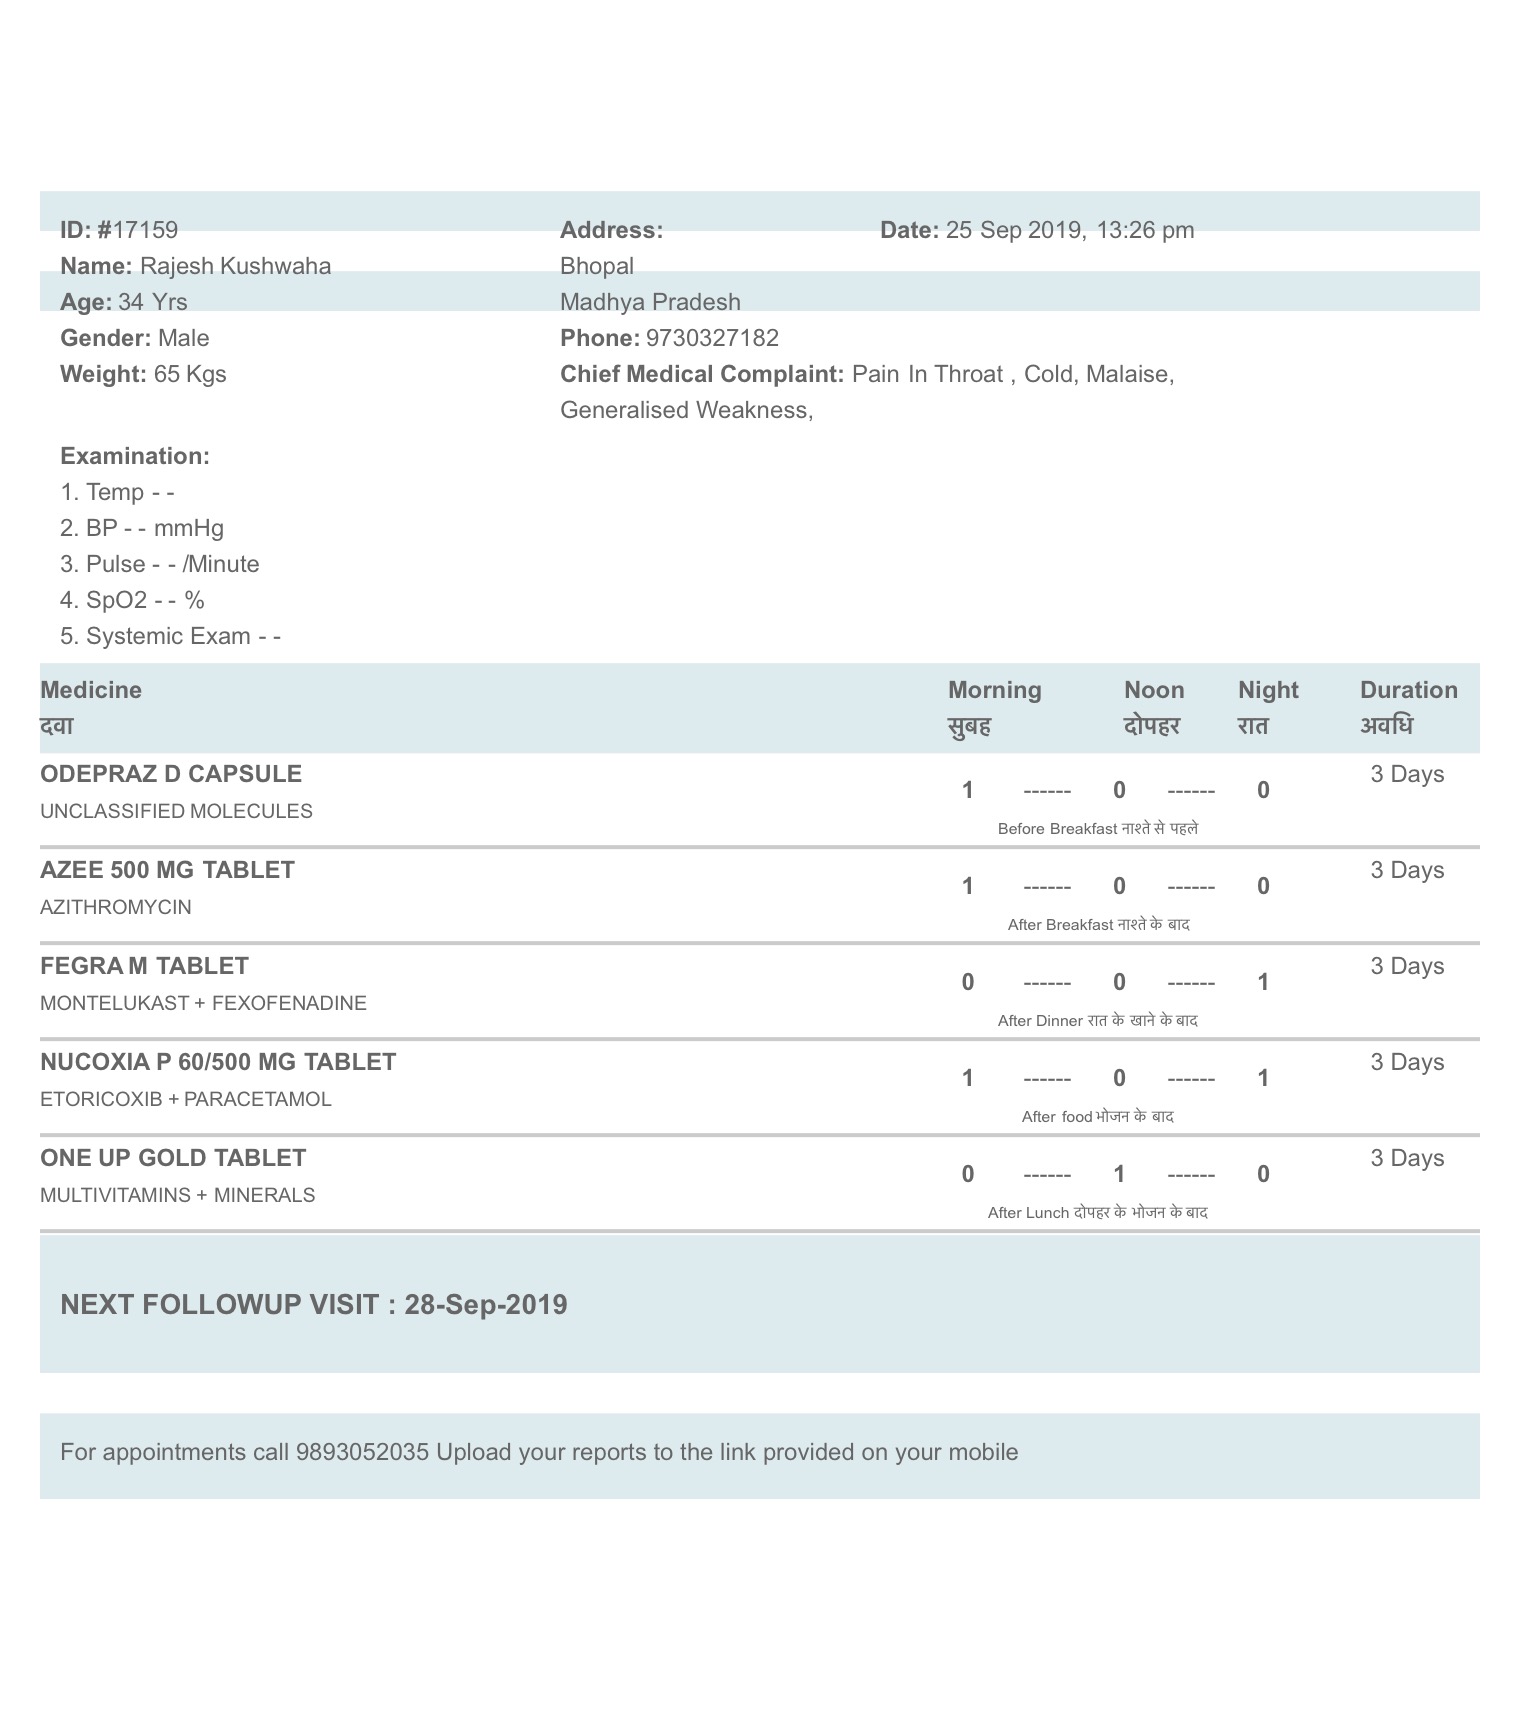 ID: #17159 Address: Date: 25 Sep 2019, 13:26 pm
Name: Rajesh Kushwaha Bhopal
Age: 34 Yrs Madhya Pradesh
Gender: Male Phone: 9730327182
Weight: 65 Kgs Chief Medical Complaint: Pain In Throat , Cold, Malaise,
Generalised Weakness,
Examination:
1. Temp - -
2. BP - - mmHg
3. Pulse - - /Minute
4. SpO2 - - %
5. Systemic Exam - -
Medicine Morning Noon Night Duration
दवा सुबह दोपहर रात अवधि
ODEPRAZ D CAPSULE 3 Days
1 ------ 0 ------ 0
UNCLASSIFIED MOLECULES
Before Breakfast नाश्ते से पहले
AZEE 500 MG TABLET 3 Days
1 ------ 0 ------ 0
AZITHROMYCIN
After Breakfast नाश्ते के बाद
FEGRA M TABLET 3 Days
0 ------ 0 ------ 1
MONTELUKAST + FEXOFENADINE
After Dinner रात के खाने के बाद
NUCOXIA P 60/500 MG TABLET 3 Days
1 ------ 0 ------ 1
ETORICOXIB + PARACETAMOL
After food भोजन के बाद
ONE UP GOLD TABLET 3 Days
0 ------ 1 ------ 0
MULTIVITAMINS + MINERALS
After Lunch दोपहर के भोजन के बाद
NEXT FOLLOWUP VISIT : 28-Sep-2019
For appointments call 9893052035 Upload your reports to the link provided on your mobile